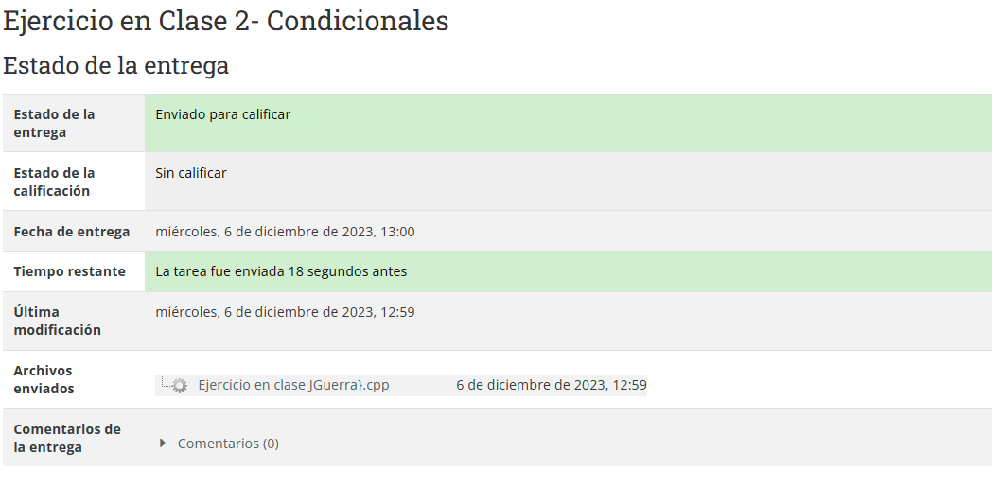 Ejercicio en Clase 2- Condicionales
Estado de la entrega
Estado de la
entrega
Enviado para calificar
Estado de la
calificación
Sin calificar
Fecha de entrega
miércoles, 6 de diciembre de 2023, 13:00
Tiempo restante
La tarea fue enviada 18 segundos antes
Última
modificación
miércoles, 6 de diciembre de 2023, 12:59
Archivos
enviados
Ejercicio en clase JGuerra}.cpp
6 de diciembre de 2023, 12:59
Comentarios de
la entrega
Comentarios (0)